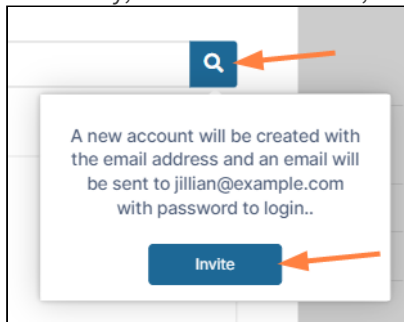 A new account will be created with
the email address and an email will
be sent to jillian@example.com
with password to login..
Invite